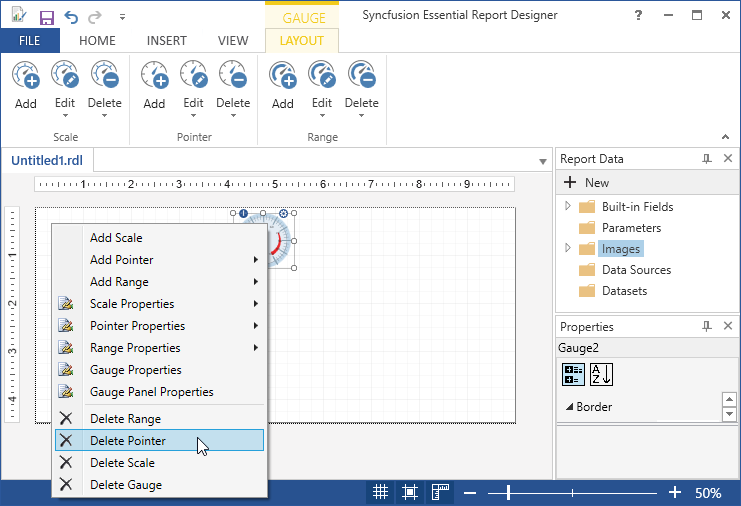 GAUGE
Syncfusion Essential Report Designer
?
FILE
HOME
INSERT
VIEW
LAYOUT
Add
Edit
Delete
Scale
Add
Edit
Delete
Pointer
Add
Edit
Delete
Range
Untitled1.rdl
1 2 3 4 5 6 7 8 9
1
2
3
4
Add Scale
Add Pointer
Add Range
Scale Properties
Pointer Properties
Range Properties
Gauge Properties
Gauge Panel Properties
Delete Range
Delete Pointer
Delete Scale
Delete Gauge
Report Data
New
Built-in Fields
Parameters
Images
Data Sources
Datasets
Properties
Gauge2
A
Z
Border
50%